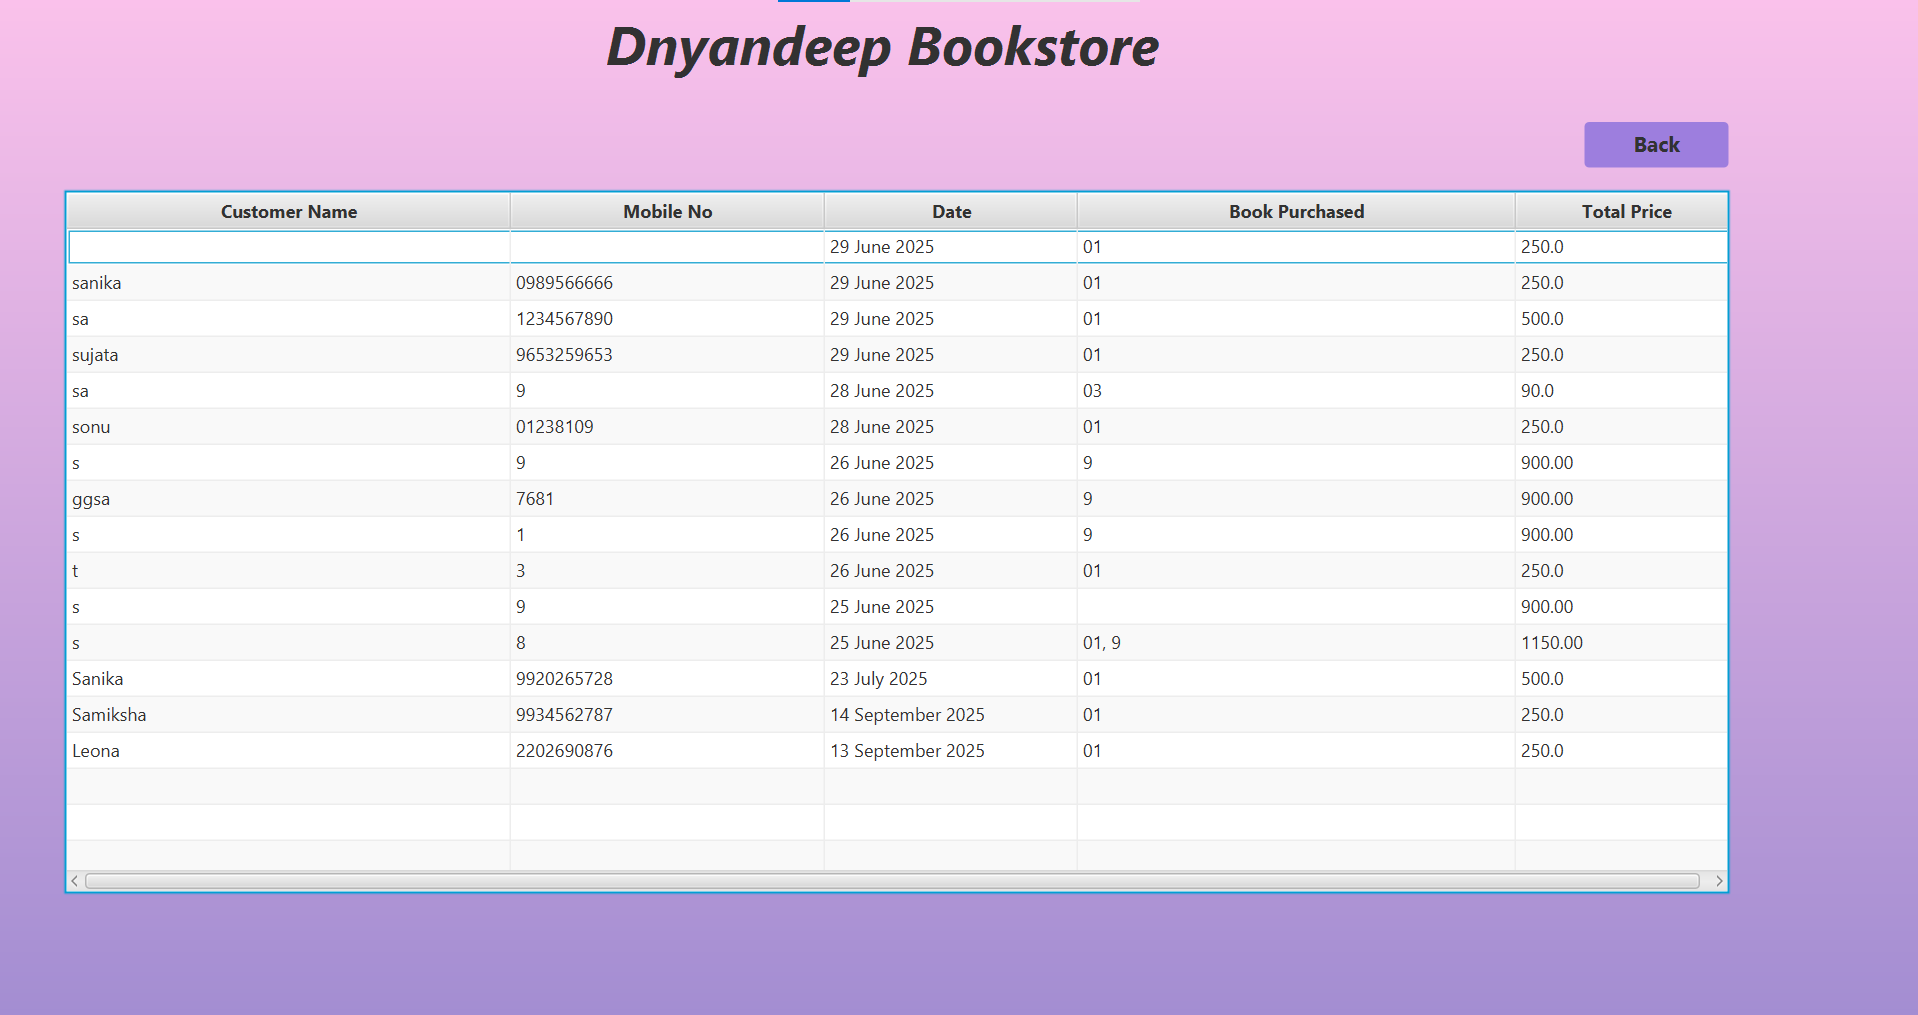 Dnyandeep Bookstore
Back
Customer Name Mobile No Date Book Purchased Total Price
29 June 2025 01 250.0
sanika 0989566666 29 June 2025 01 250.0
sa 1234567890 29 June 2025 01 500.0
sujata 9653259653 29 June 2025 01 250.0
sa 9 28 June 2025 03 90.0
sonu 01238109 28 June 2025 01 250.0
s 9 26 June 2025 9 900.00
ggsa 7681 26 June 2025 9 900.00
s 1 26 June 2025 9 900.00
t 3 26 June 2025 01 250.0
s 9 25 June 2025 900.00
s 8 25 June 2025 01, 9 1150.00
Sanika 9920265728 23 July 2025 01 500.0
Samiksha 9934562787 14 September 2025 01 250.0
Leona 2202690876 13 September 2025 01 250.0